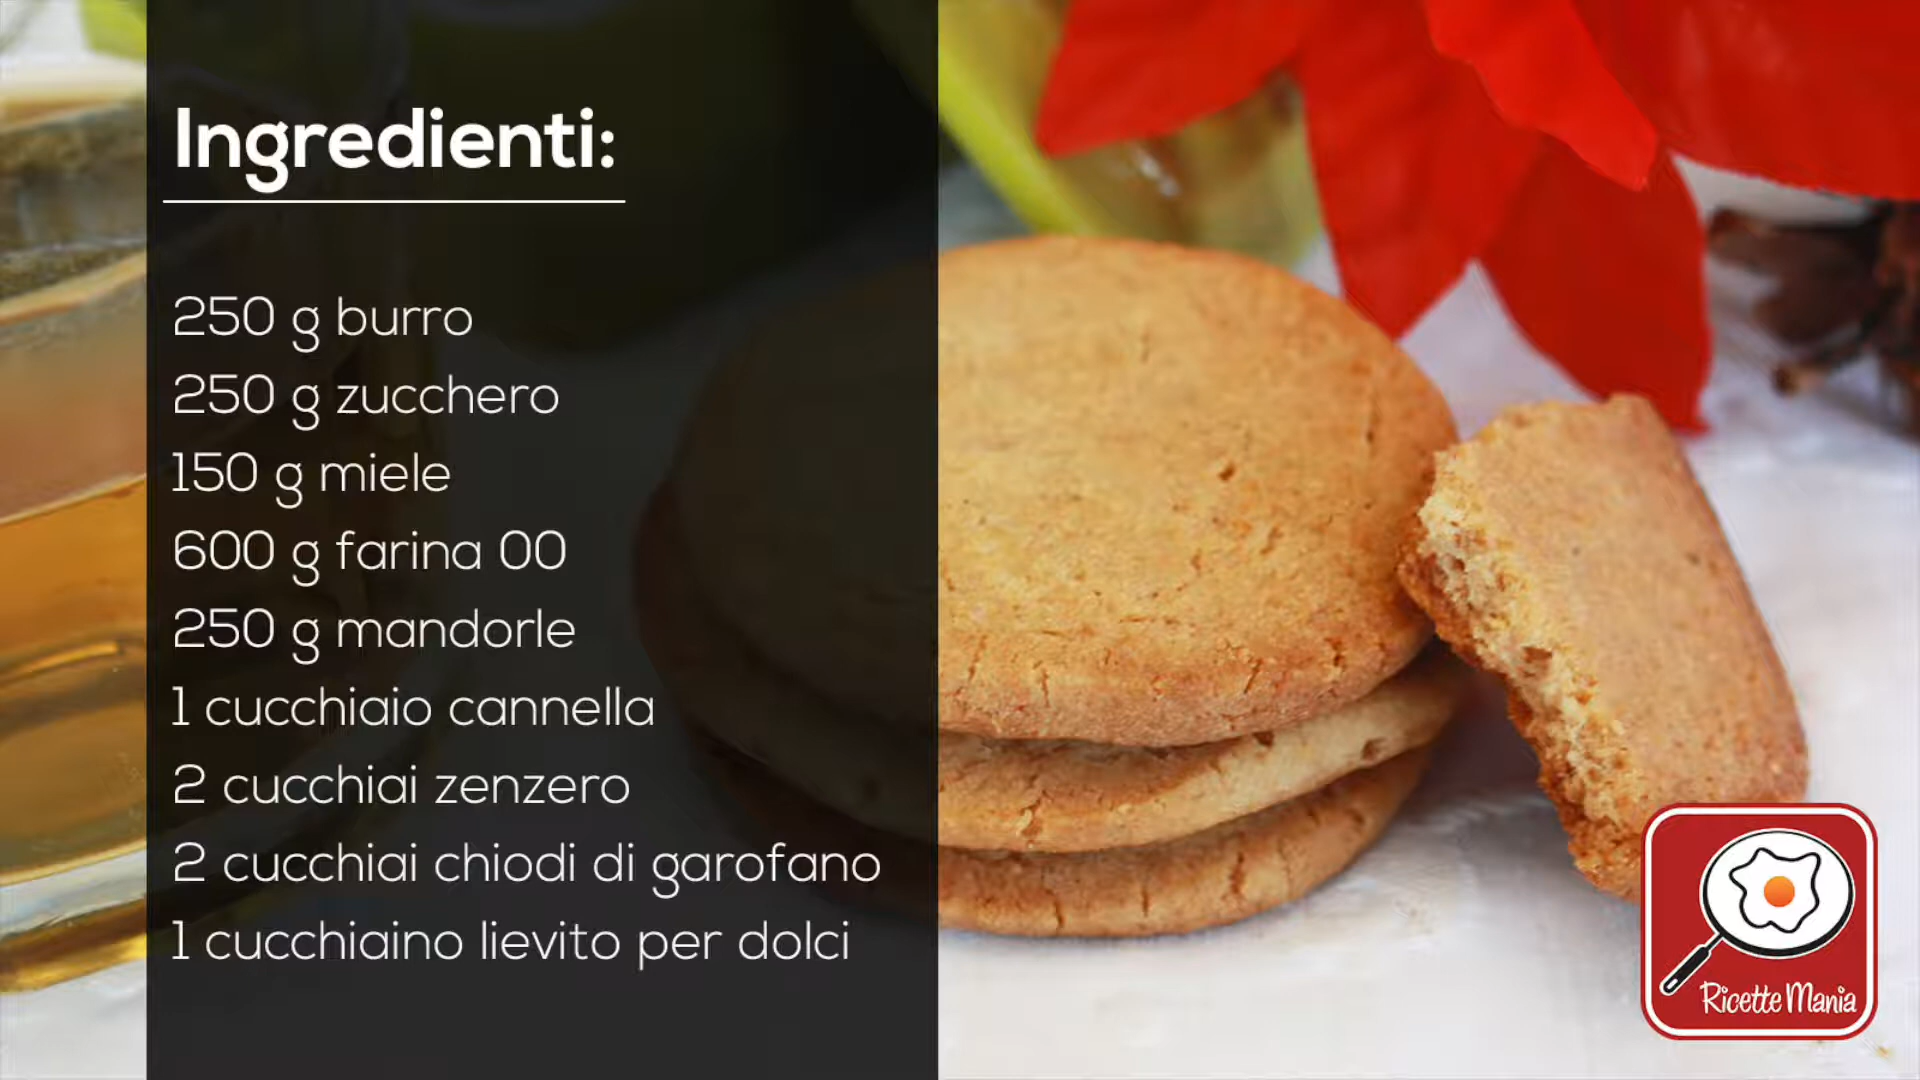 Ingredienti:
250 g burro
250 g zucchero
150 g miele
600 g farina 00
250 g mandorle
1 cucchiaio cannella
2 cucchiai zenzero
2 cucchiai chiodi di garofano
1 cucchiaino lievito per dolci
Ricette Mania